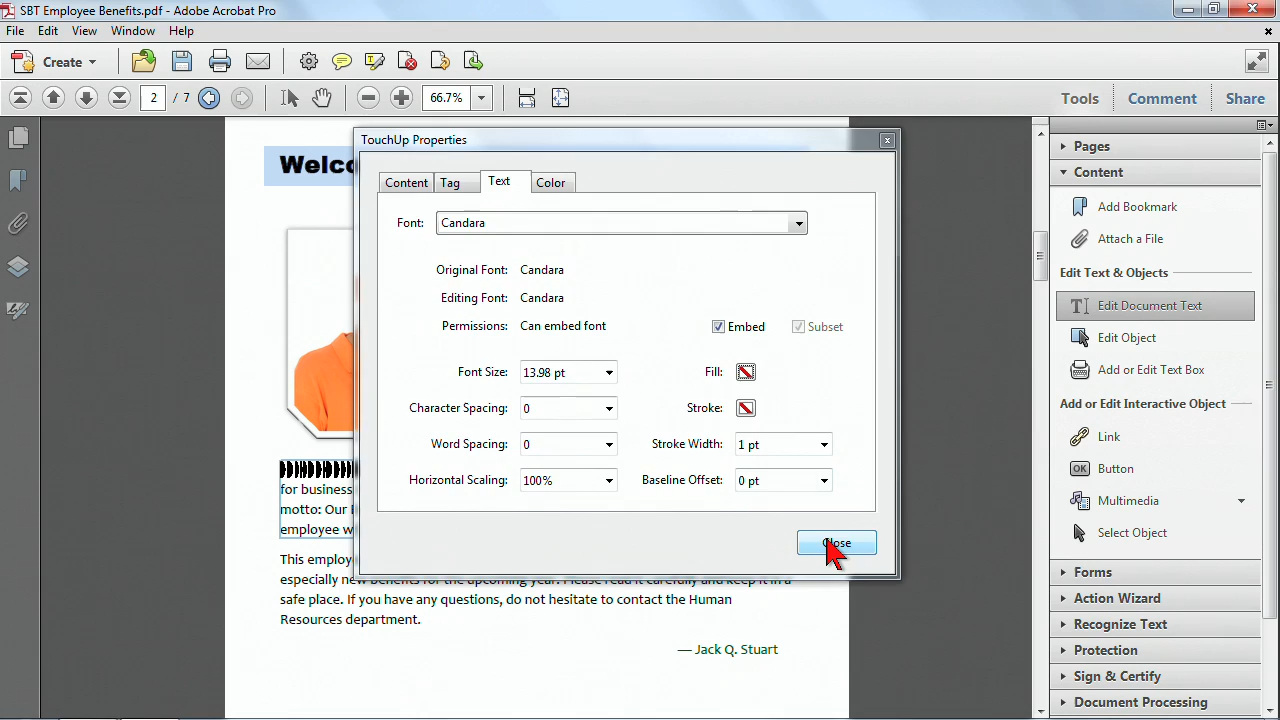 SBT Employee Benefits.pdf - Adobe Acrobat Pro
File Edit View Window Help
Create
2 / 7 66.7% Tools Comment Share
TouchUp Properties
Content Tag Text Color
Font: Candara
Original Font: Candara
Editing Font: Candara
Permissions: Can embed font Embed Subset
Font Size: 13.98 pt Fill:
Character Spacing: 0 Stroke:
Word Spacing: 0 Stroke Width: 1 pt
Horizontal Scaling: 100% Baseline Offset: 0 pt
Close
for business
motto: Our
employee
This employ
especially new benefits for the upcoming year. Please read it carefully and keep it in a
safe place. If you have any questions, do not hesitate to contact the Human
Resources department.
— Jack Q. Stuart
Pages
Content
Add Bookmark
Attach a File
Edit Text & Objects
Edit Document Text
Edit Object
Add or Edit Text Box
Add or Edit Interactive Object
Link
OK Button
Multimedia
Select Object
Forms
Action Wizard
Recognize Text
Protection
Sign & Certify
Document Processing